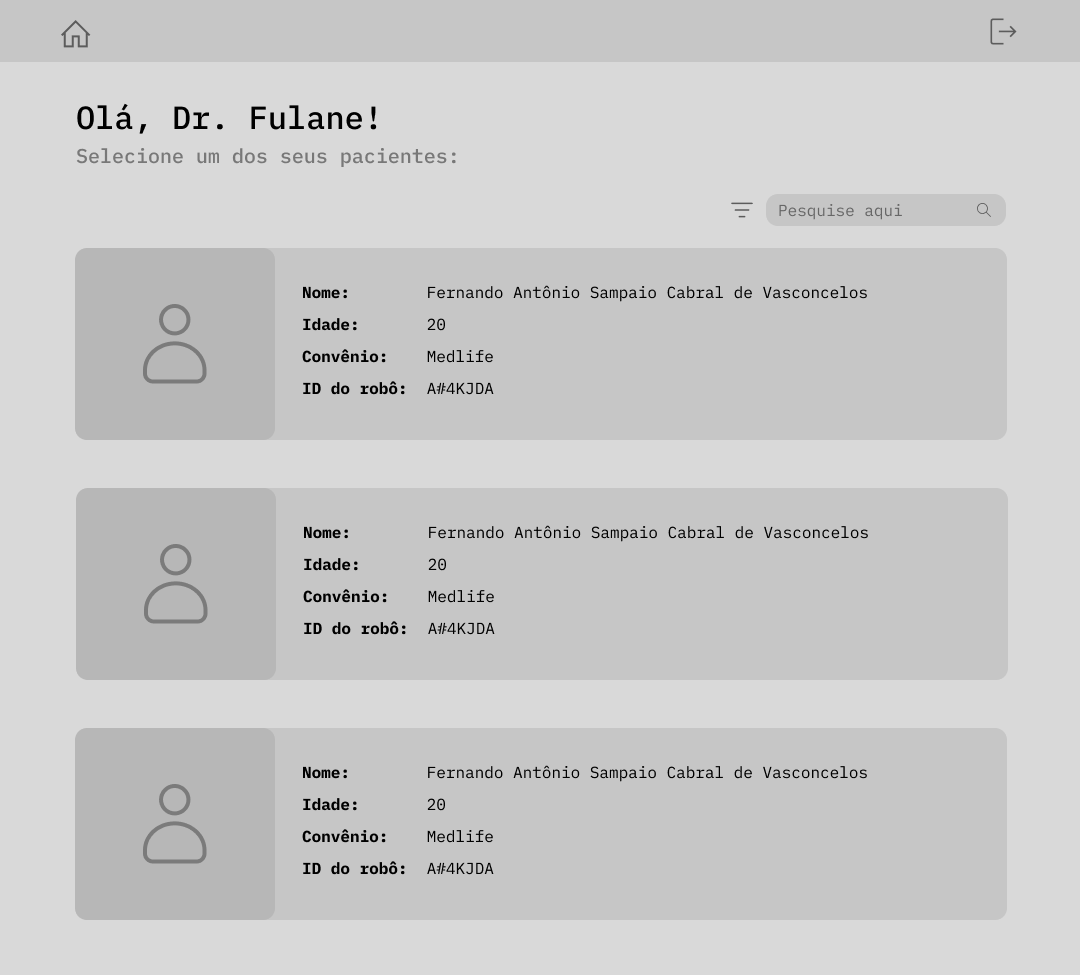 Olá, Dr. Fulane!
Selecione um dos seus pacientes:
Pesquise aqui
Nome: Fernando Antônio Sampaio Cabral de Vasconcelos
Idade: 20
Convênio: Medlife
ID do robô: A#4KJDA
Nome: Fernando Antônio Sampaio Cabral de Vasconcelos
Idade: 20
Convênio: Medlife
ID do robô: A#4KJDA
Nome: Fernando Antônio Sampaio Cabral de Vasconcelos
Idade: 20
Convênio: Medlife
ID do robô: A#4KJDA